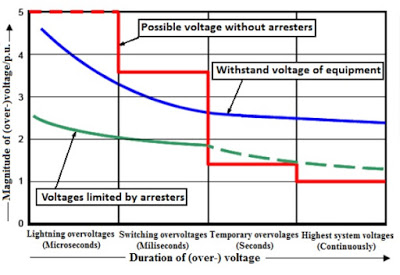 5
4
3
2
1
0
Magnitude of (over-)voltage/p.u.
Possible voltage without arresters
Withstand voltage of equipment
Voltages limited by arresters
Lightning overvoltages
(Microseconds)
Switching overvoltages
(Miliseconds)
Temporary overvolages
(Seconds)
Highest system voltages
(Continuously)
Duration of (over-) voltage